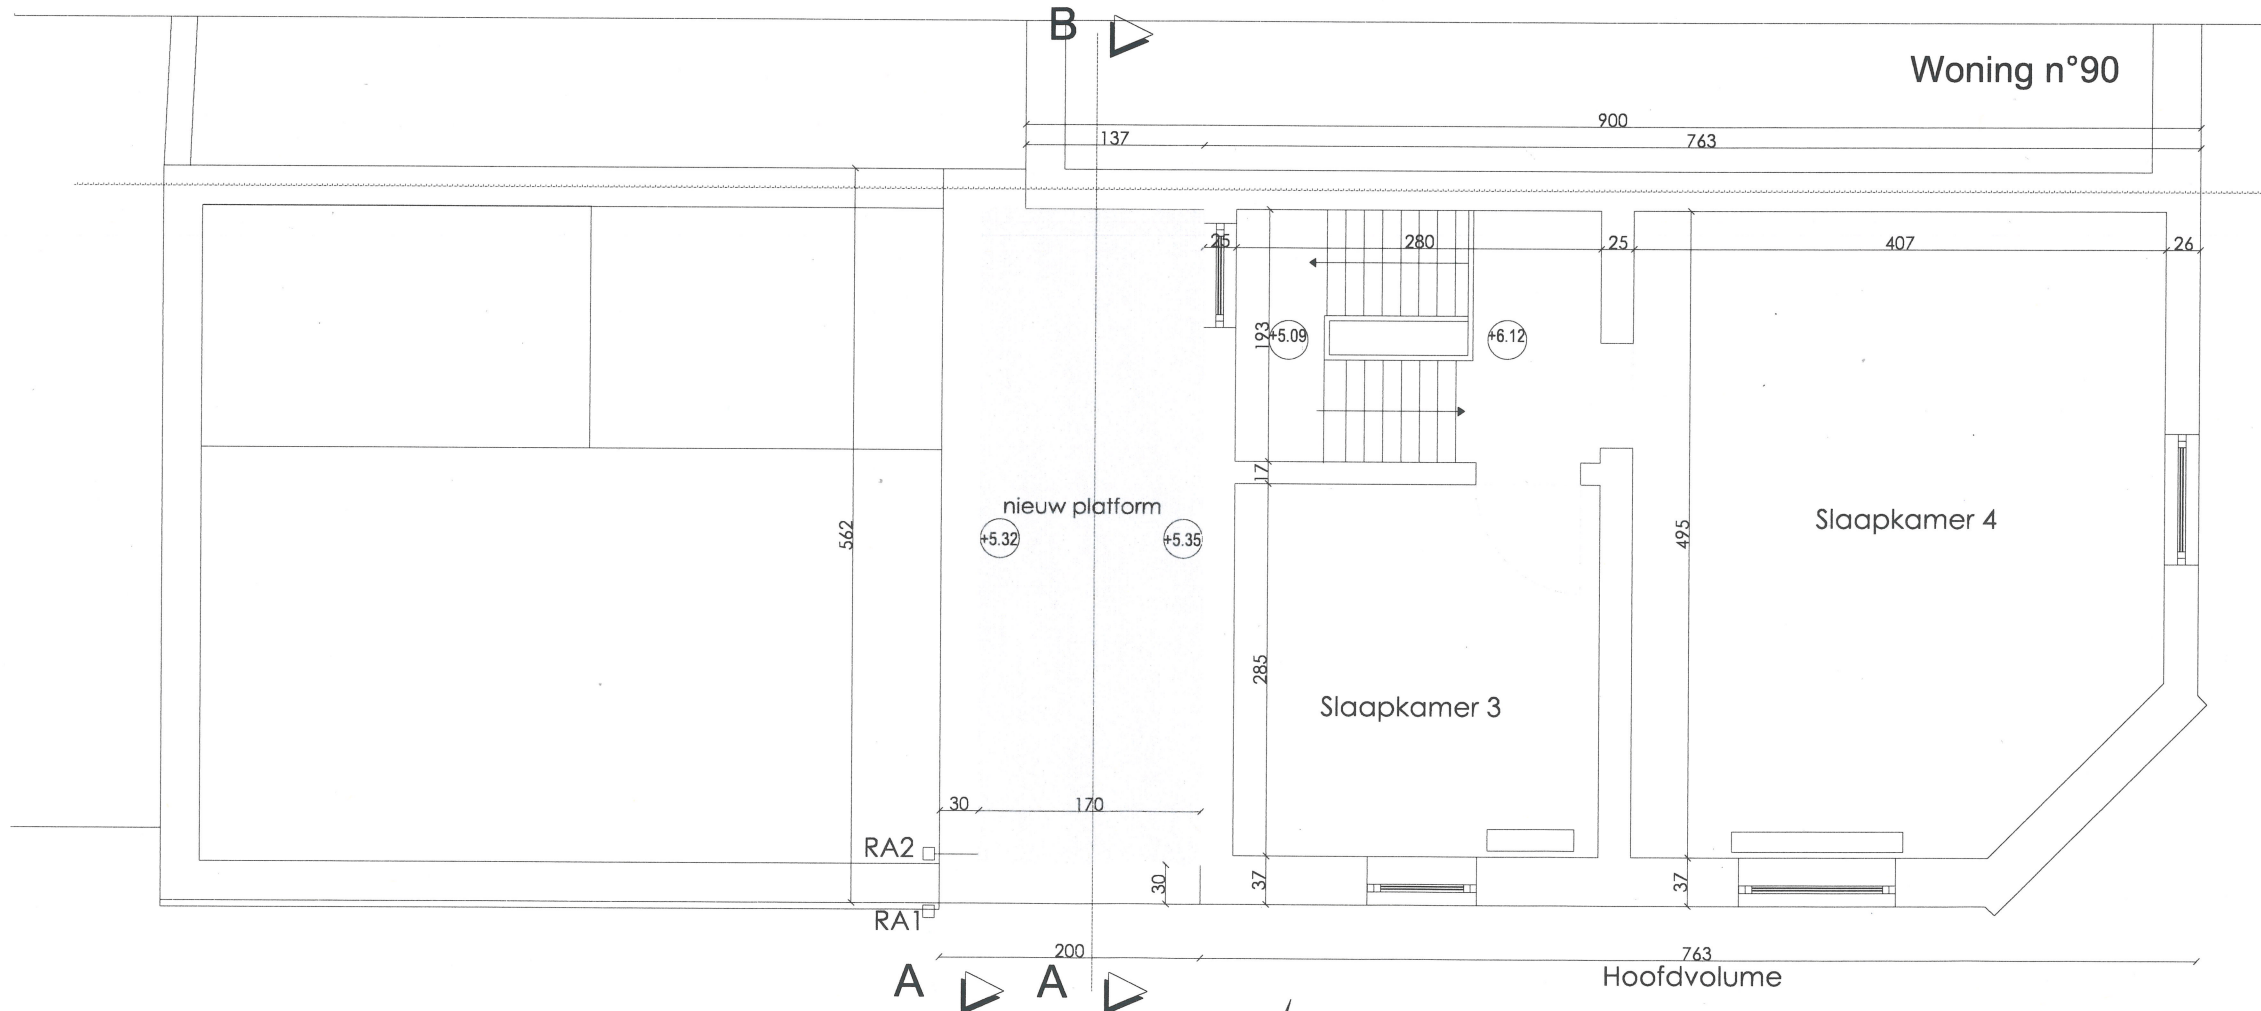 B
Woning n°90
900
137
763
25
280
25
407
26
193
+5.09
+6.12
17
nieuw platform
562
+5.32
+5.35
495
Slaapkamer 4
285
Slaapkamer 3
30
170
RA2
30
37
37
RA1
200
763
Hoofdvolume
A
A